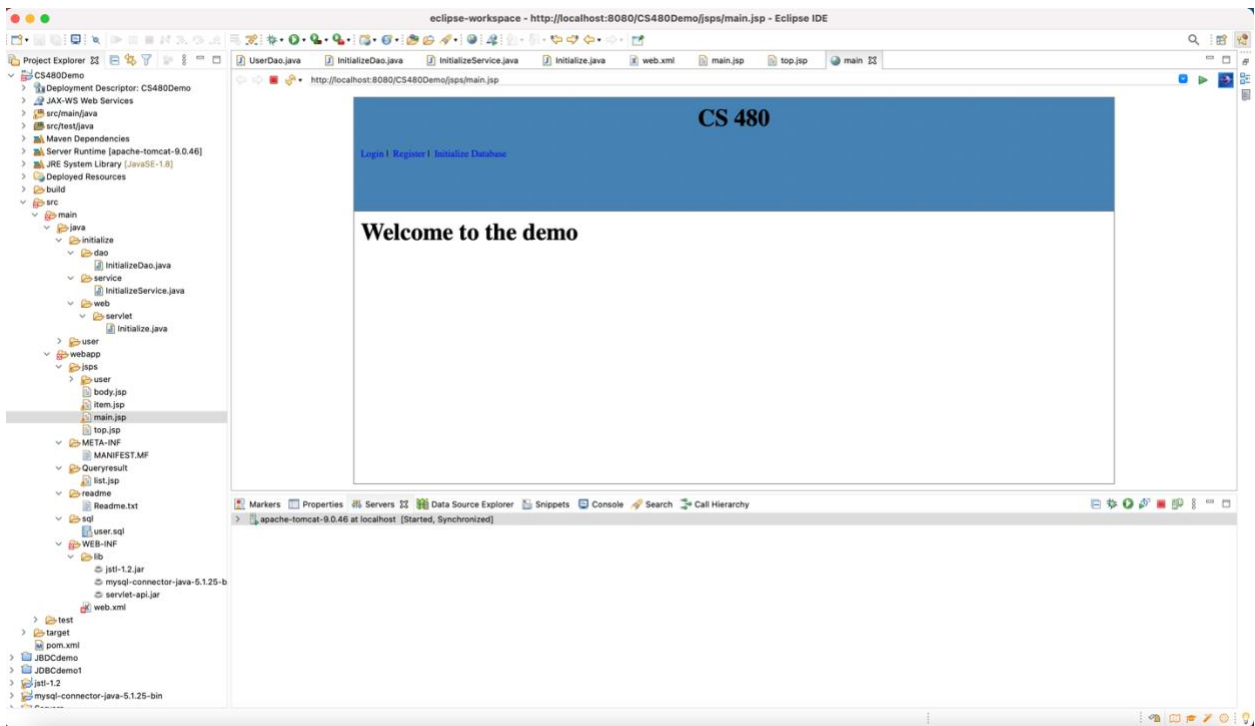 eclipse-workspace - http://localhost:8080/CS480Demo/jsps/main.jsp - Eclipse IDE
Project Explorer
CS480Demo
Deployment Descriptor: CS480Demo
JAX-WS Web Services
src/main/java
src/test/java
Maven Dependencies
Server Runtime [apache-tomcat-9.0.46]
JRE System Library [JavaSE-1.8]
Deployed Resources
build
src
main
java
initialize
dao
InitializeDao.java
service
InitializeService.java
web
servlet
Initialize.java
user
webapp
jsps
user
body.jsp
item.jsp
main.jsp
top.jsp
META-INF
MANIFEST.MF
Queryresult
list.jsp
readme
Readme.txt
sql
user.sql
WEB-INF
lib
jstl-1.2.jar
mysql-connector-java-5.1.25-b
servlet-api.jar
web.xml
test
target
pom.xml
JBDCdemo
JDBCdemo1
jstl-1.2
mysql-connector-java-5.1.25-bin
UserDao.java InitializeDao.java InitializeService.java Initialize.java web.xml main.jsp top.jsp main
http://localhost:8080/CS480Demo/jsps/main.jsp
CS 480
Login | Register | Initialize Database
Welcome to the demo
Markers Properties Servers Data Source Explorer Snippets Console Search Call Hierarchy
apache-tomcat-9.0.46 at localhost [Started, Synchronized]